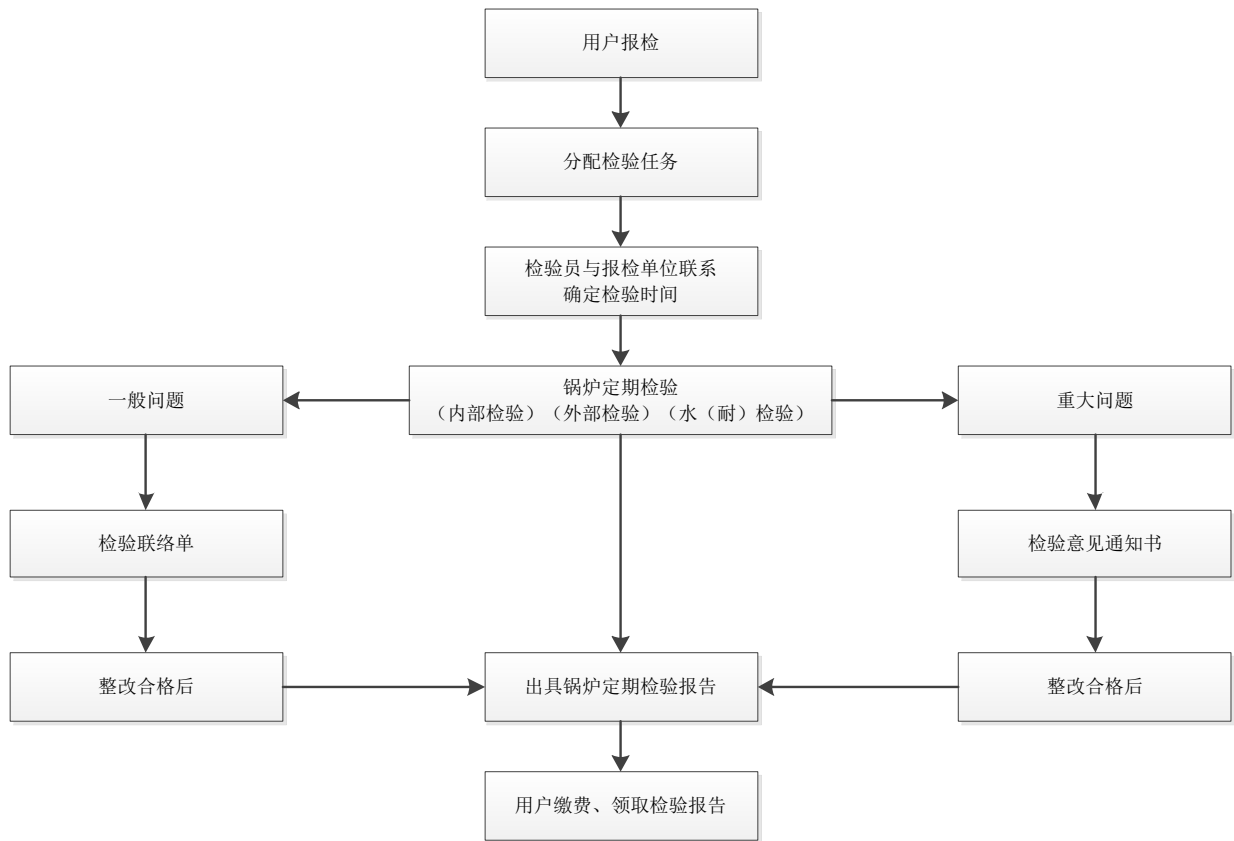 用户报检
分配检验任务
检验员与报检单位联系
确定检验时间
一般问题
锅炉定期检验
（内部检验）（外部检验）（水（耐）检验）
重大问题
检验联络单
检验意见通知书
整改合格后
出具锅炉定期检验报告
整改合格后
用户缴费、领取检验报告